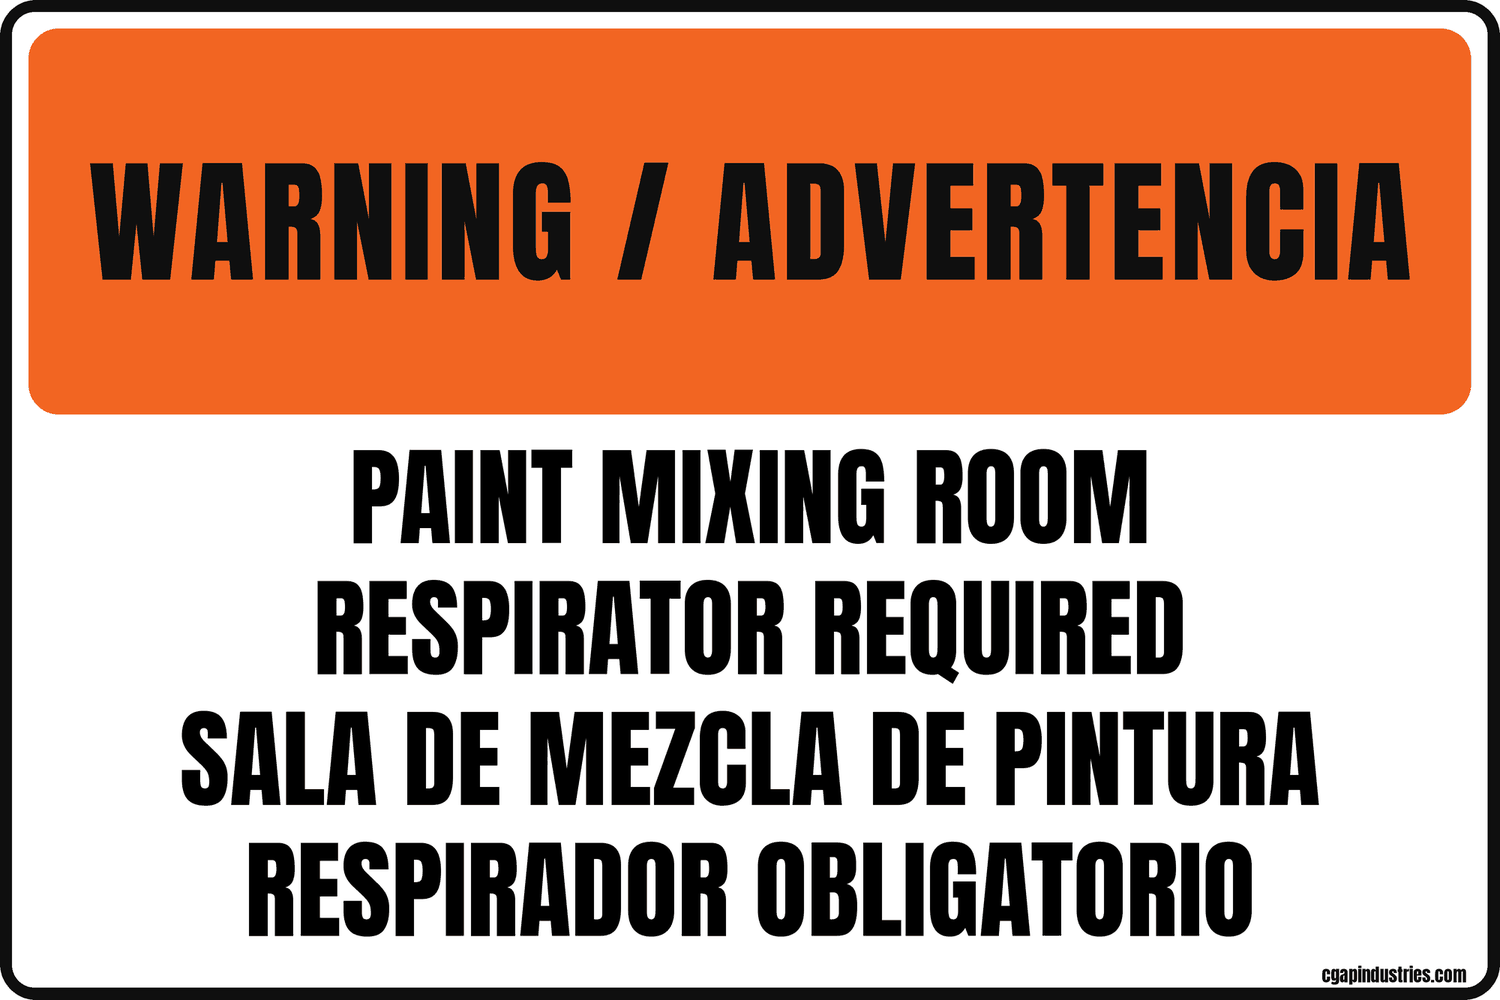 WARNING / ADVERTENCIA
PAINT MIXING ROOM
RESPIRATOR REQUIRED
SALA DE MEZCLA DE PINTURA
RESPIRADOR OBLIGATORIO
cgapindustries.com